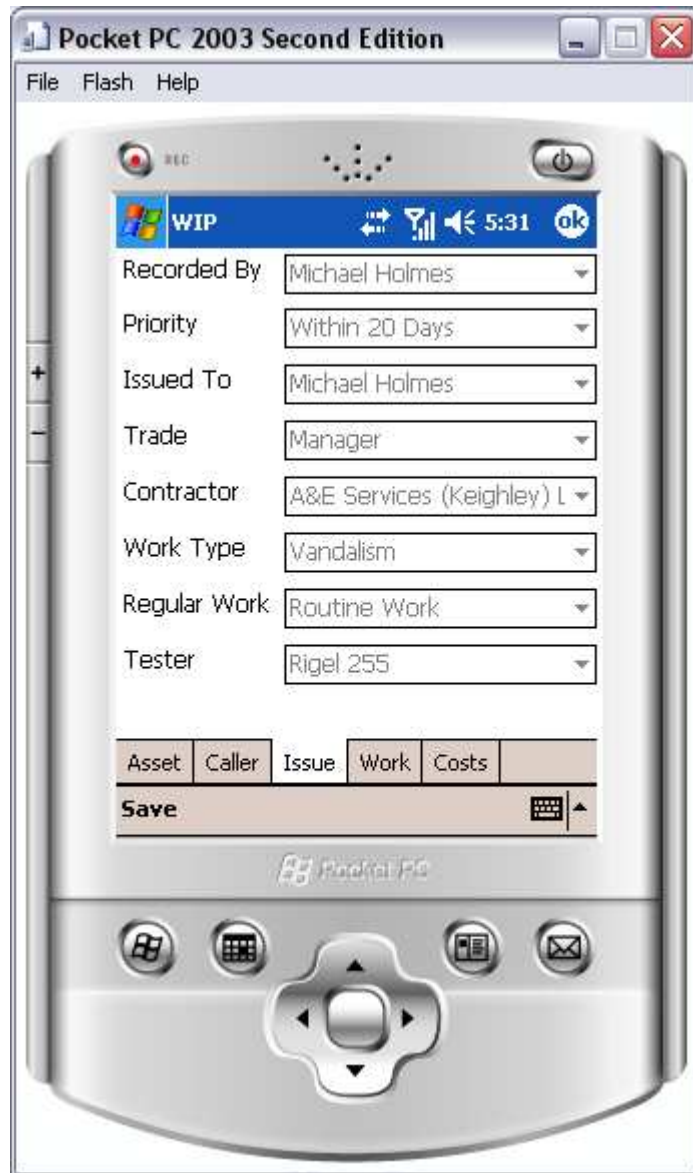 Pocket PC 2003 Second Edition
File Flash Help
REC
WIP 5:31 ok
Recorded By Michael Holmes
Priority Within 20 Days
Issued To Michael Holmes
Trade Manager
Contractor A&E Services (Keighley) L
Work Type Vandalism
Regular Work Routine Work
Tester Rigel 255
Asset Caller Issue Work Costs
Save
Pocket PC